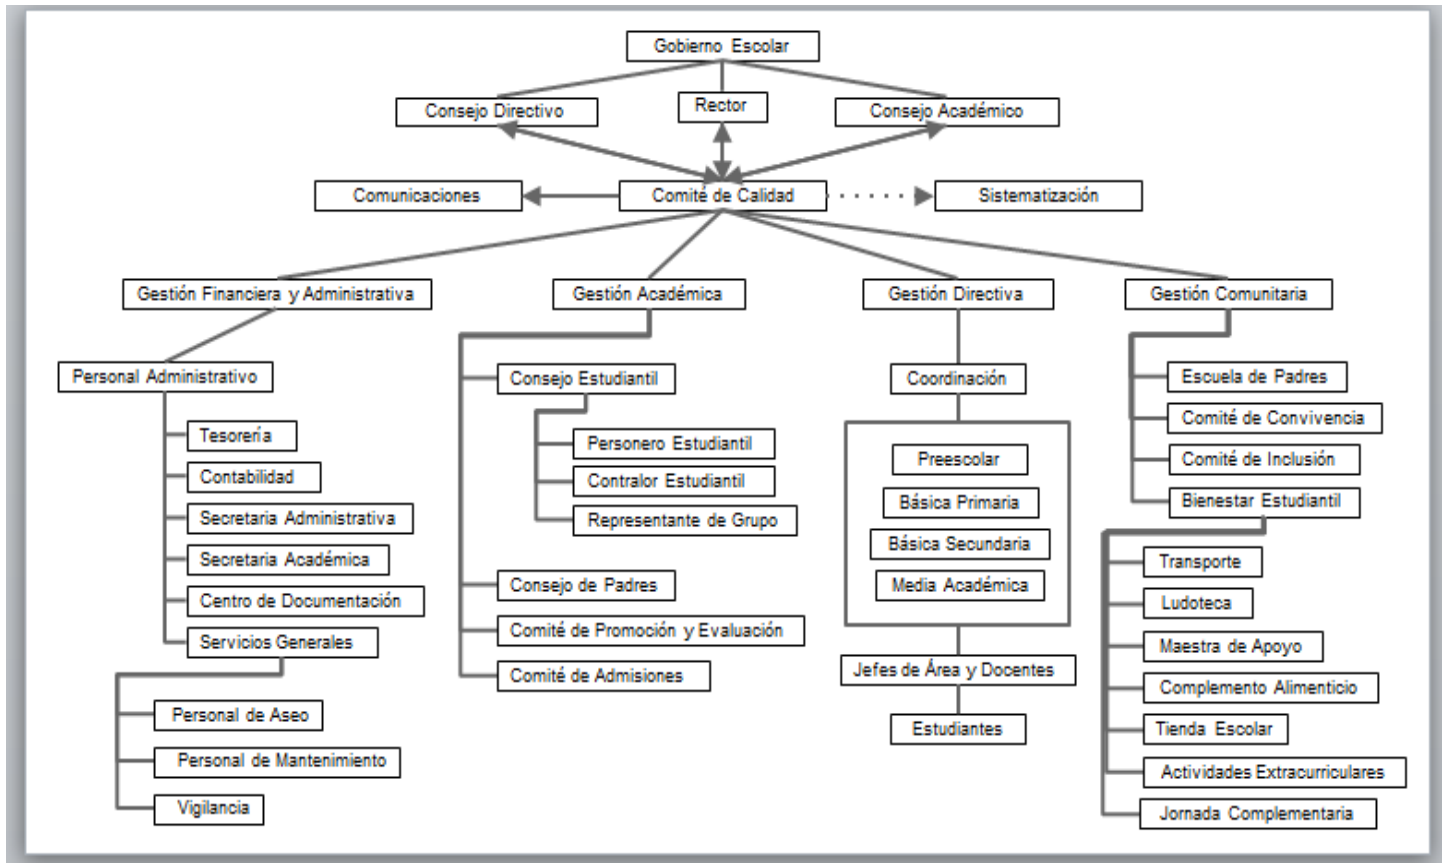 Gobierno Escolar
Consejo Directivo
Rector
Consejo Académico
Comunicaciones
Comité de Calidad
Sistematización
Gestión Financiera y Administrativa
Gestión Académica
Gestión Directiva
Gestión Comunitaria
Personal Administrativo
Tesorería
Contabilidad
Secretaria Administrativa
Secretaria Académica
Centro de Documentación
Servicios Generales
Personal de Aseo
Personal de Mantenimiento
Vigilancia
Consejo Estudiantil
Personero Estudiantil
Contralor Estudiantil
Representante de Grupo
Consejo de Padres
Comité de Promoción y Evaluación
Comité de Admisiones
Coordinación
Preescolar
Básica Primaria
Básica Secundaria
Media Académica
Jefes de Área y Docentes
Estudiantes
Escuela de Padres
Comité de Convivencia
Comité de Inclusión
Bienestar Estudiantil
Transporte
Ludoteca
Maestra de Apoyo
Complemento Alimenticio
Tienda Escolar
Actividades Extracurriculares
Jornada Complementaria